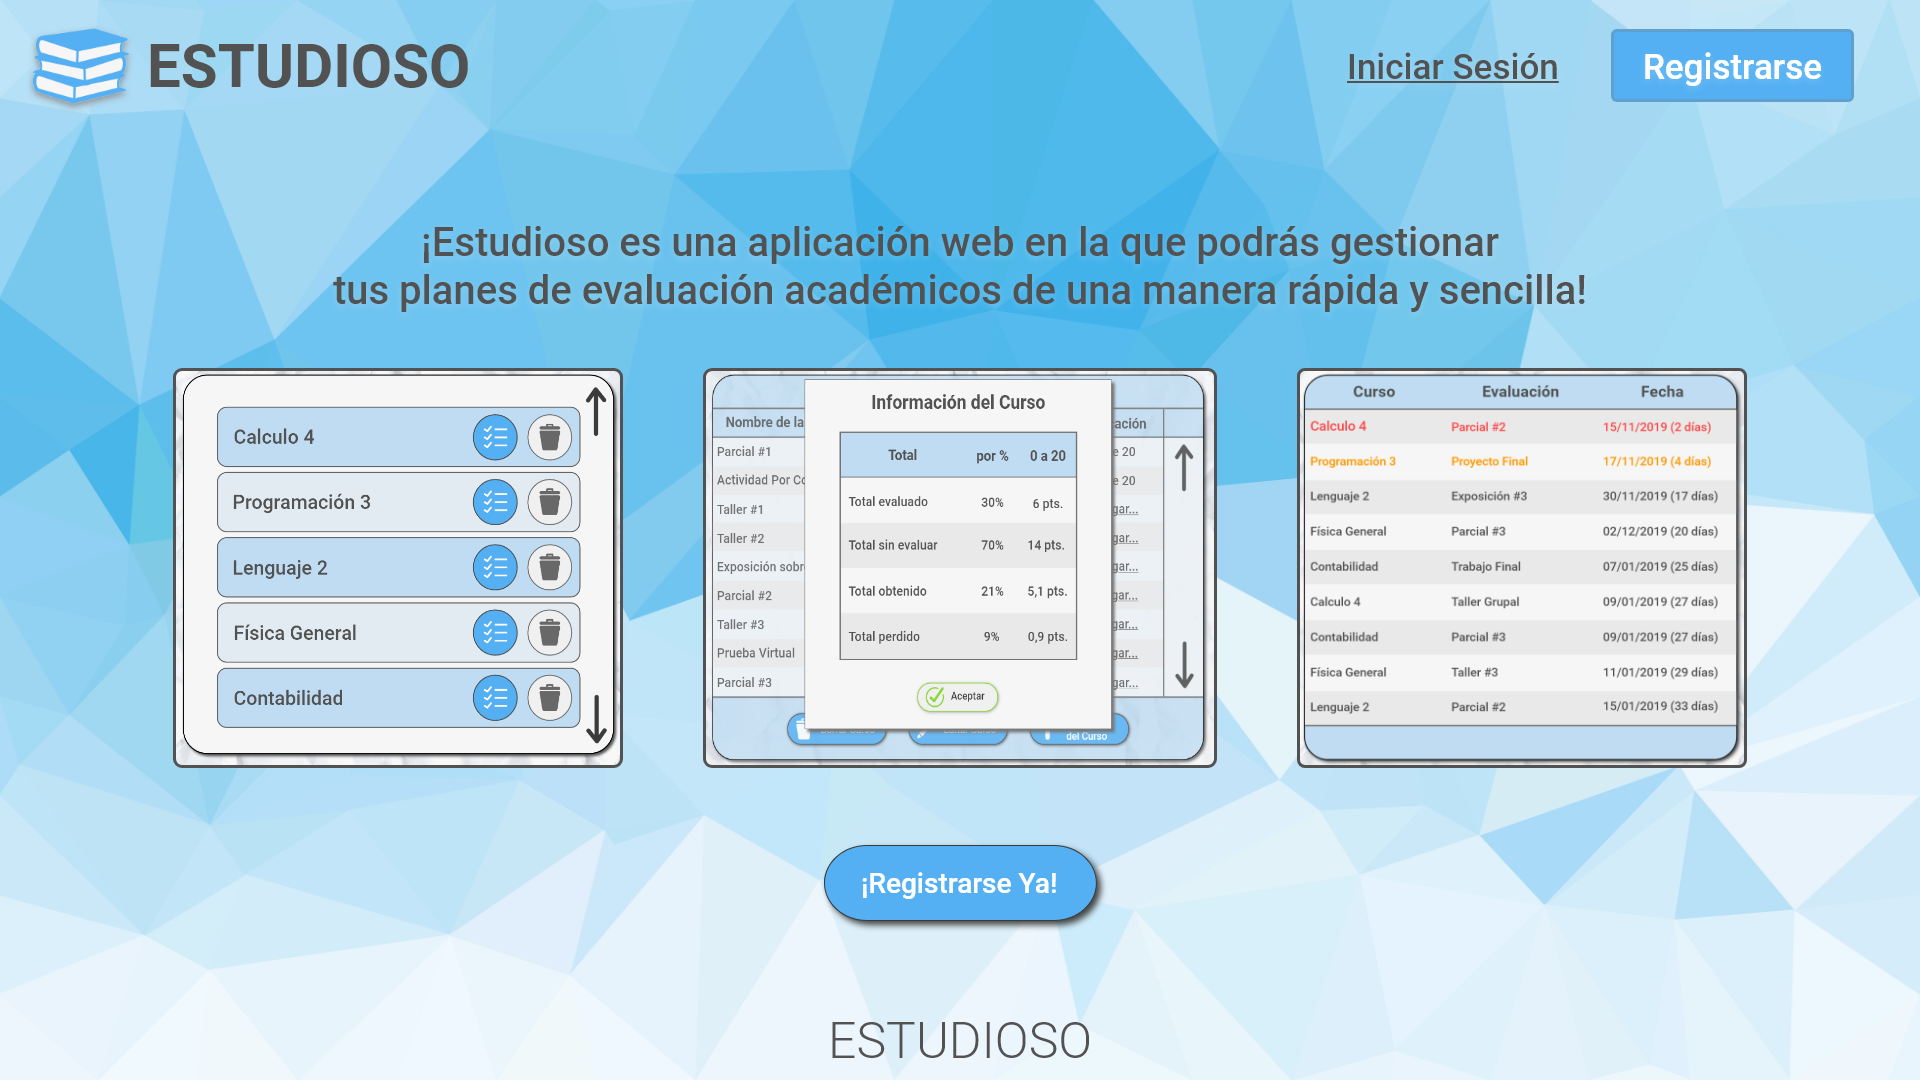 ESTUDIOSO
Iniciar Sesión
Registrarse
¡Estudioso es una aplicación web en la que podrás gestionar
tus planes de evaluación académicos de una manera rápida y sencilla!
Calculo 4
Programación 3
Lenguaje 2
Física General
Contabilidad
Nombre de la
Parcial #1
Actividad Por Co
Taller #1
Taller #2
Exposición sobr
Parcial #2
Taller #3
Prueba Virtual
Parcial #3
Información del Curso
Total por % 0 a 20
Total evaluado 30% 6 pts.
Total sin evaluar 70% 14 pts.
Total obtenido 21% 5,1 pts.
Total perdido 9% 0,9 pts.
Aceptar
ación
e 20
e 20
gar...
gar...
gar...
gar...
gar...
gar...
gar...
del Curso
Curso Evaluación Fecha
Calculo 4 Parcial #2 15/11/2019 (2 días)
Programación 3 Proyecto Final 17/11/2019 (4 días)
Lenguaje 2 Exposición #3 30/11/2019 (17 días)
Física General Parcial #3 02/12/2019 (20 días)
Contabilidad Trabajo Final 07/01/2019 (25 días)
Calculo 4 Taller Grupal 09/01/2019 (27 días)
Contabilidad Parcial #3 09/01/2019 (27 días)
Física General Taller #3 11/01/2019 (29 días)
Lenguaje 2 Parcial #2 15/01/2019 (33 días)
¡Registrarse Ya!
ESTUDIOSO